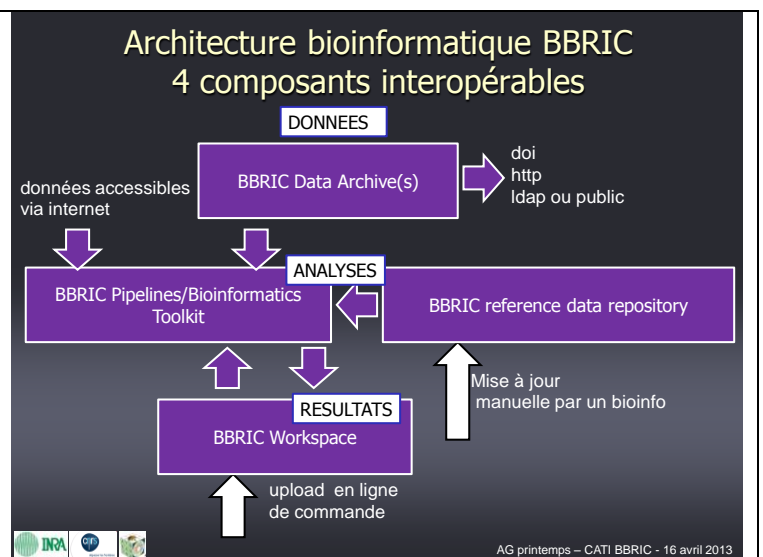 Architecture bioinformatique BBRIC
4 composants interopérables
DONNEES
BBRIC Data Archive(s)
doi
http
ldap ou public
données accessibles
via internet
ANALYSES
BBRIC Pipelines/Bioinformatics
Toolkit
BBRIC reference data repository
Mise à jour
manuelle par un bioinfo
RESULTATS
BBRIC Workspace
upload en ligne
de commande
INRA
AG printemps – CATI BBRIC - 16 avril 2013